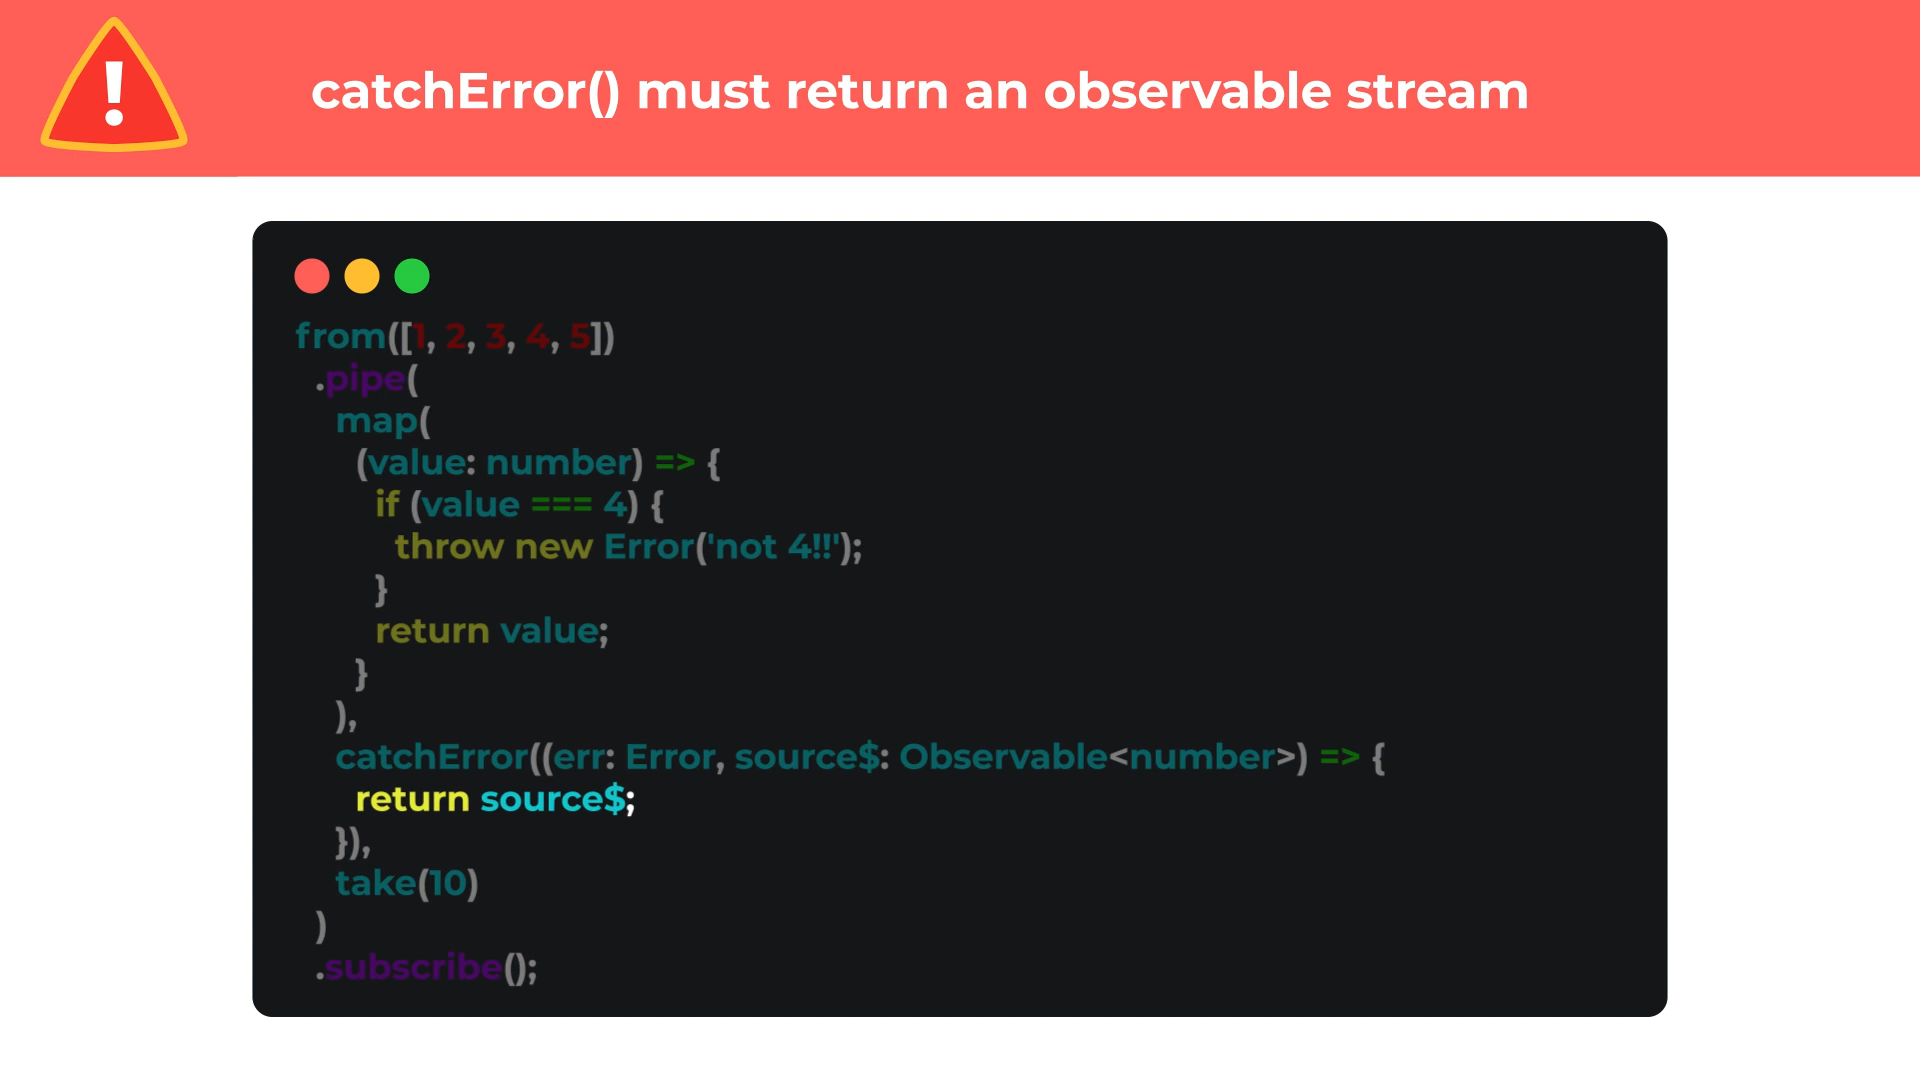 !
catchError() must return an observable stream
from([1, 2, 3, 4, 5])
.pipe(
map(
(value: number) => {
if (value === 4) {
throw new Error('not 4!!');
}
return value;
}
),
catchError((err: Error, source$: Observable<number>) => {
return source$;
}),
take(10)
)
.subscribe();